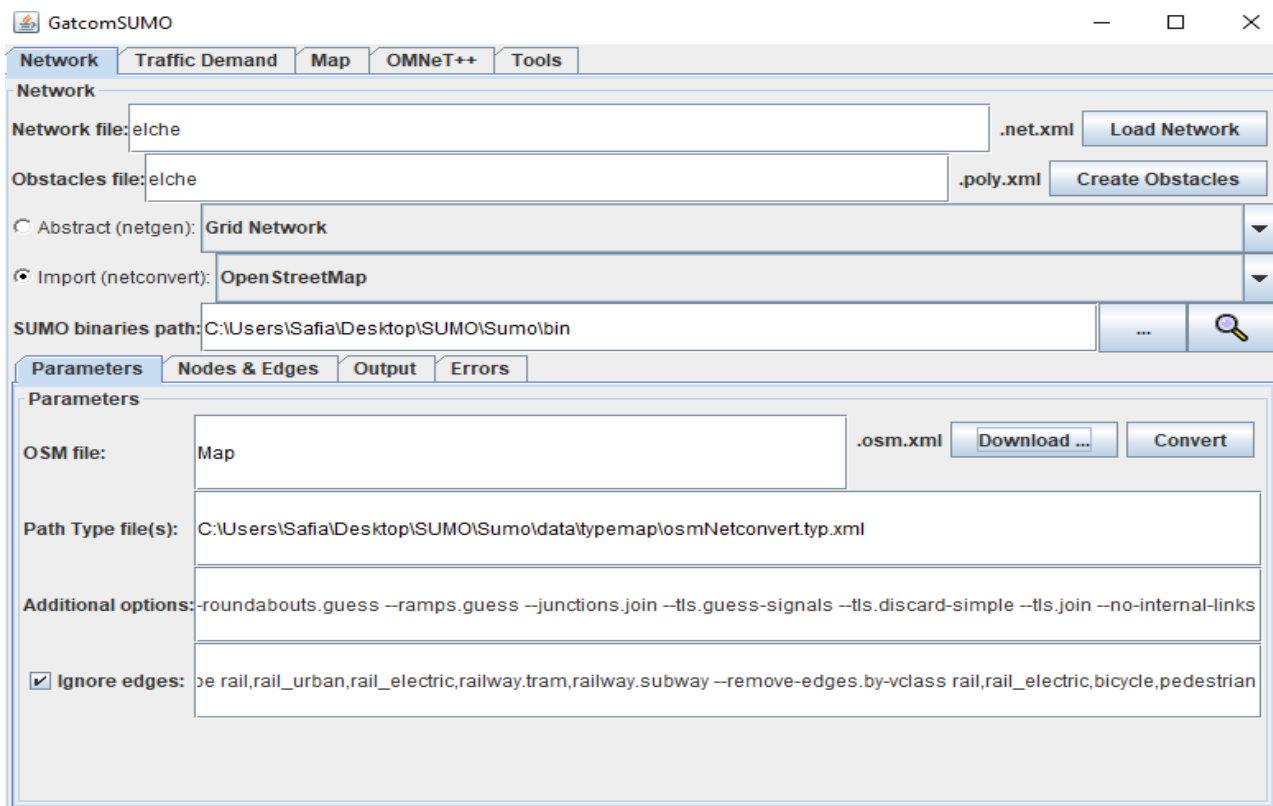 GatcomSUMO
Network Traffic Demand Map OMNeT++ Tools
Network
Network file: elche .net.xml Load Network
Obstacles file: elche .poly.xml Create Obstacles
Abstract (netgen): Grid Network
Import (netconvert): OpenStreetMap
SUMO binaries path: C:\Users\Safia\Desktop\SUMO\Sumo\bin ...
Parameters Nodes & Edges Output Errors
Parameters
OSM file: Map .osm.xml Download ... Convert
Path Type file(s): C:\Users\Safia\Desktop\SUMO\Sumo\data\typemap\osmNetconvert.typ.xml
Additional options: -roundabouts.guess --ramps.guess --junctions.join --tls.guess-signals --tls.discard-simple --tls.join --no-internal-links
Ignore edges: rail,rail_urban,rail_electric,railway.tram,railway.subway --remove-edges.by-vclass rail,rail_electric,bicycle,pedestrian